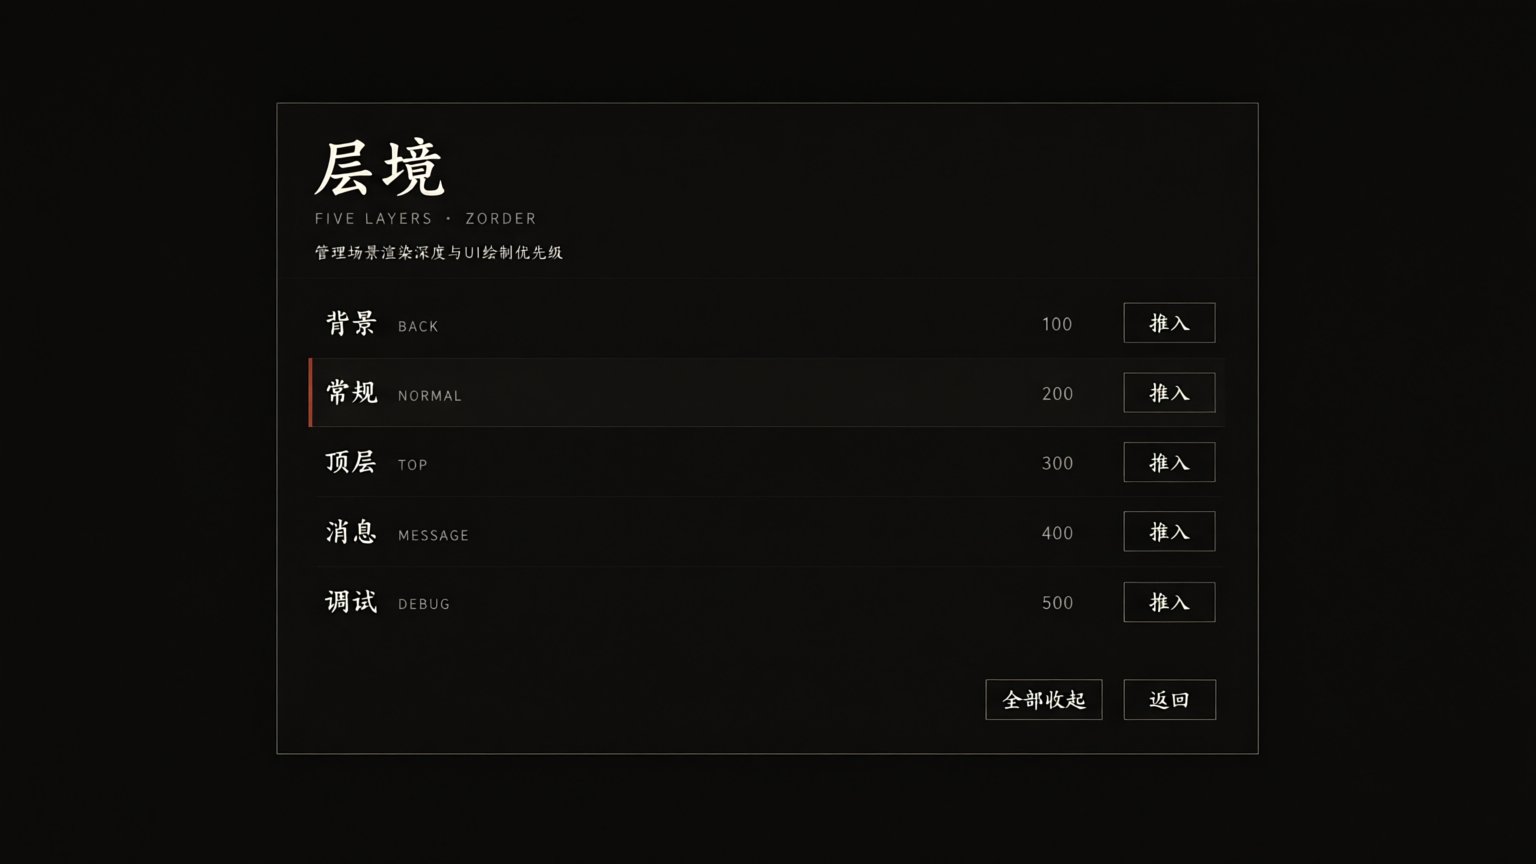 层境
FIVE LAYERS · ZORDER
管理场景渲染深度与UI绘制优先级
背景 BACK 100 推入
常规 NORMAL 200 推入
顶层 TOP 300 推入
消息 MESSAGE 400 推入
调试 DEBUG 500 推入
全部收起 返回